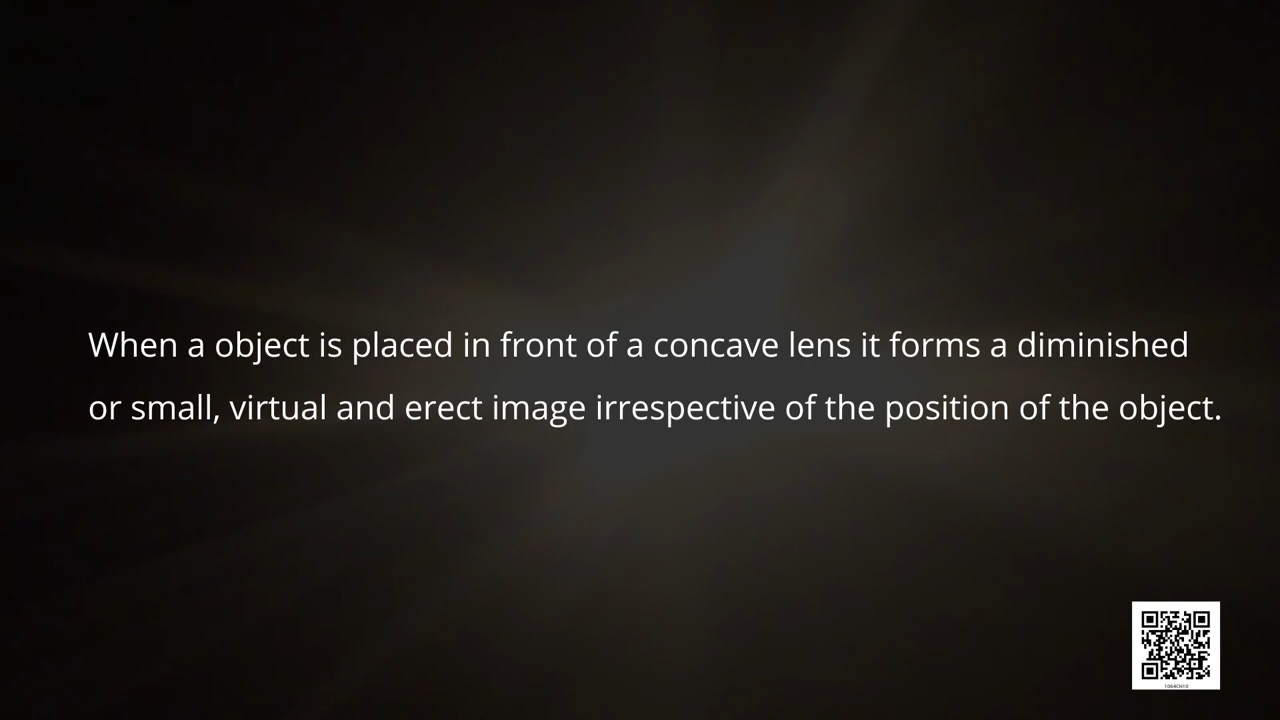 When a object is placed in front of a concave lens it forms a diminished
or small, virtual and erect image irrespective of the position of the object.
1064CH10